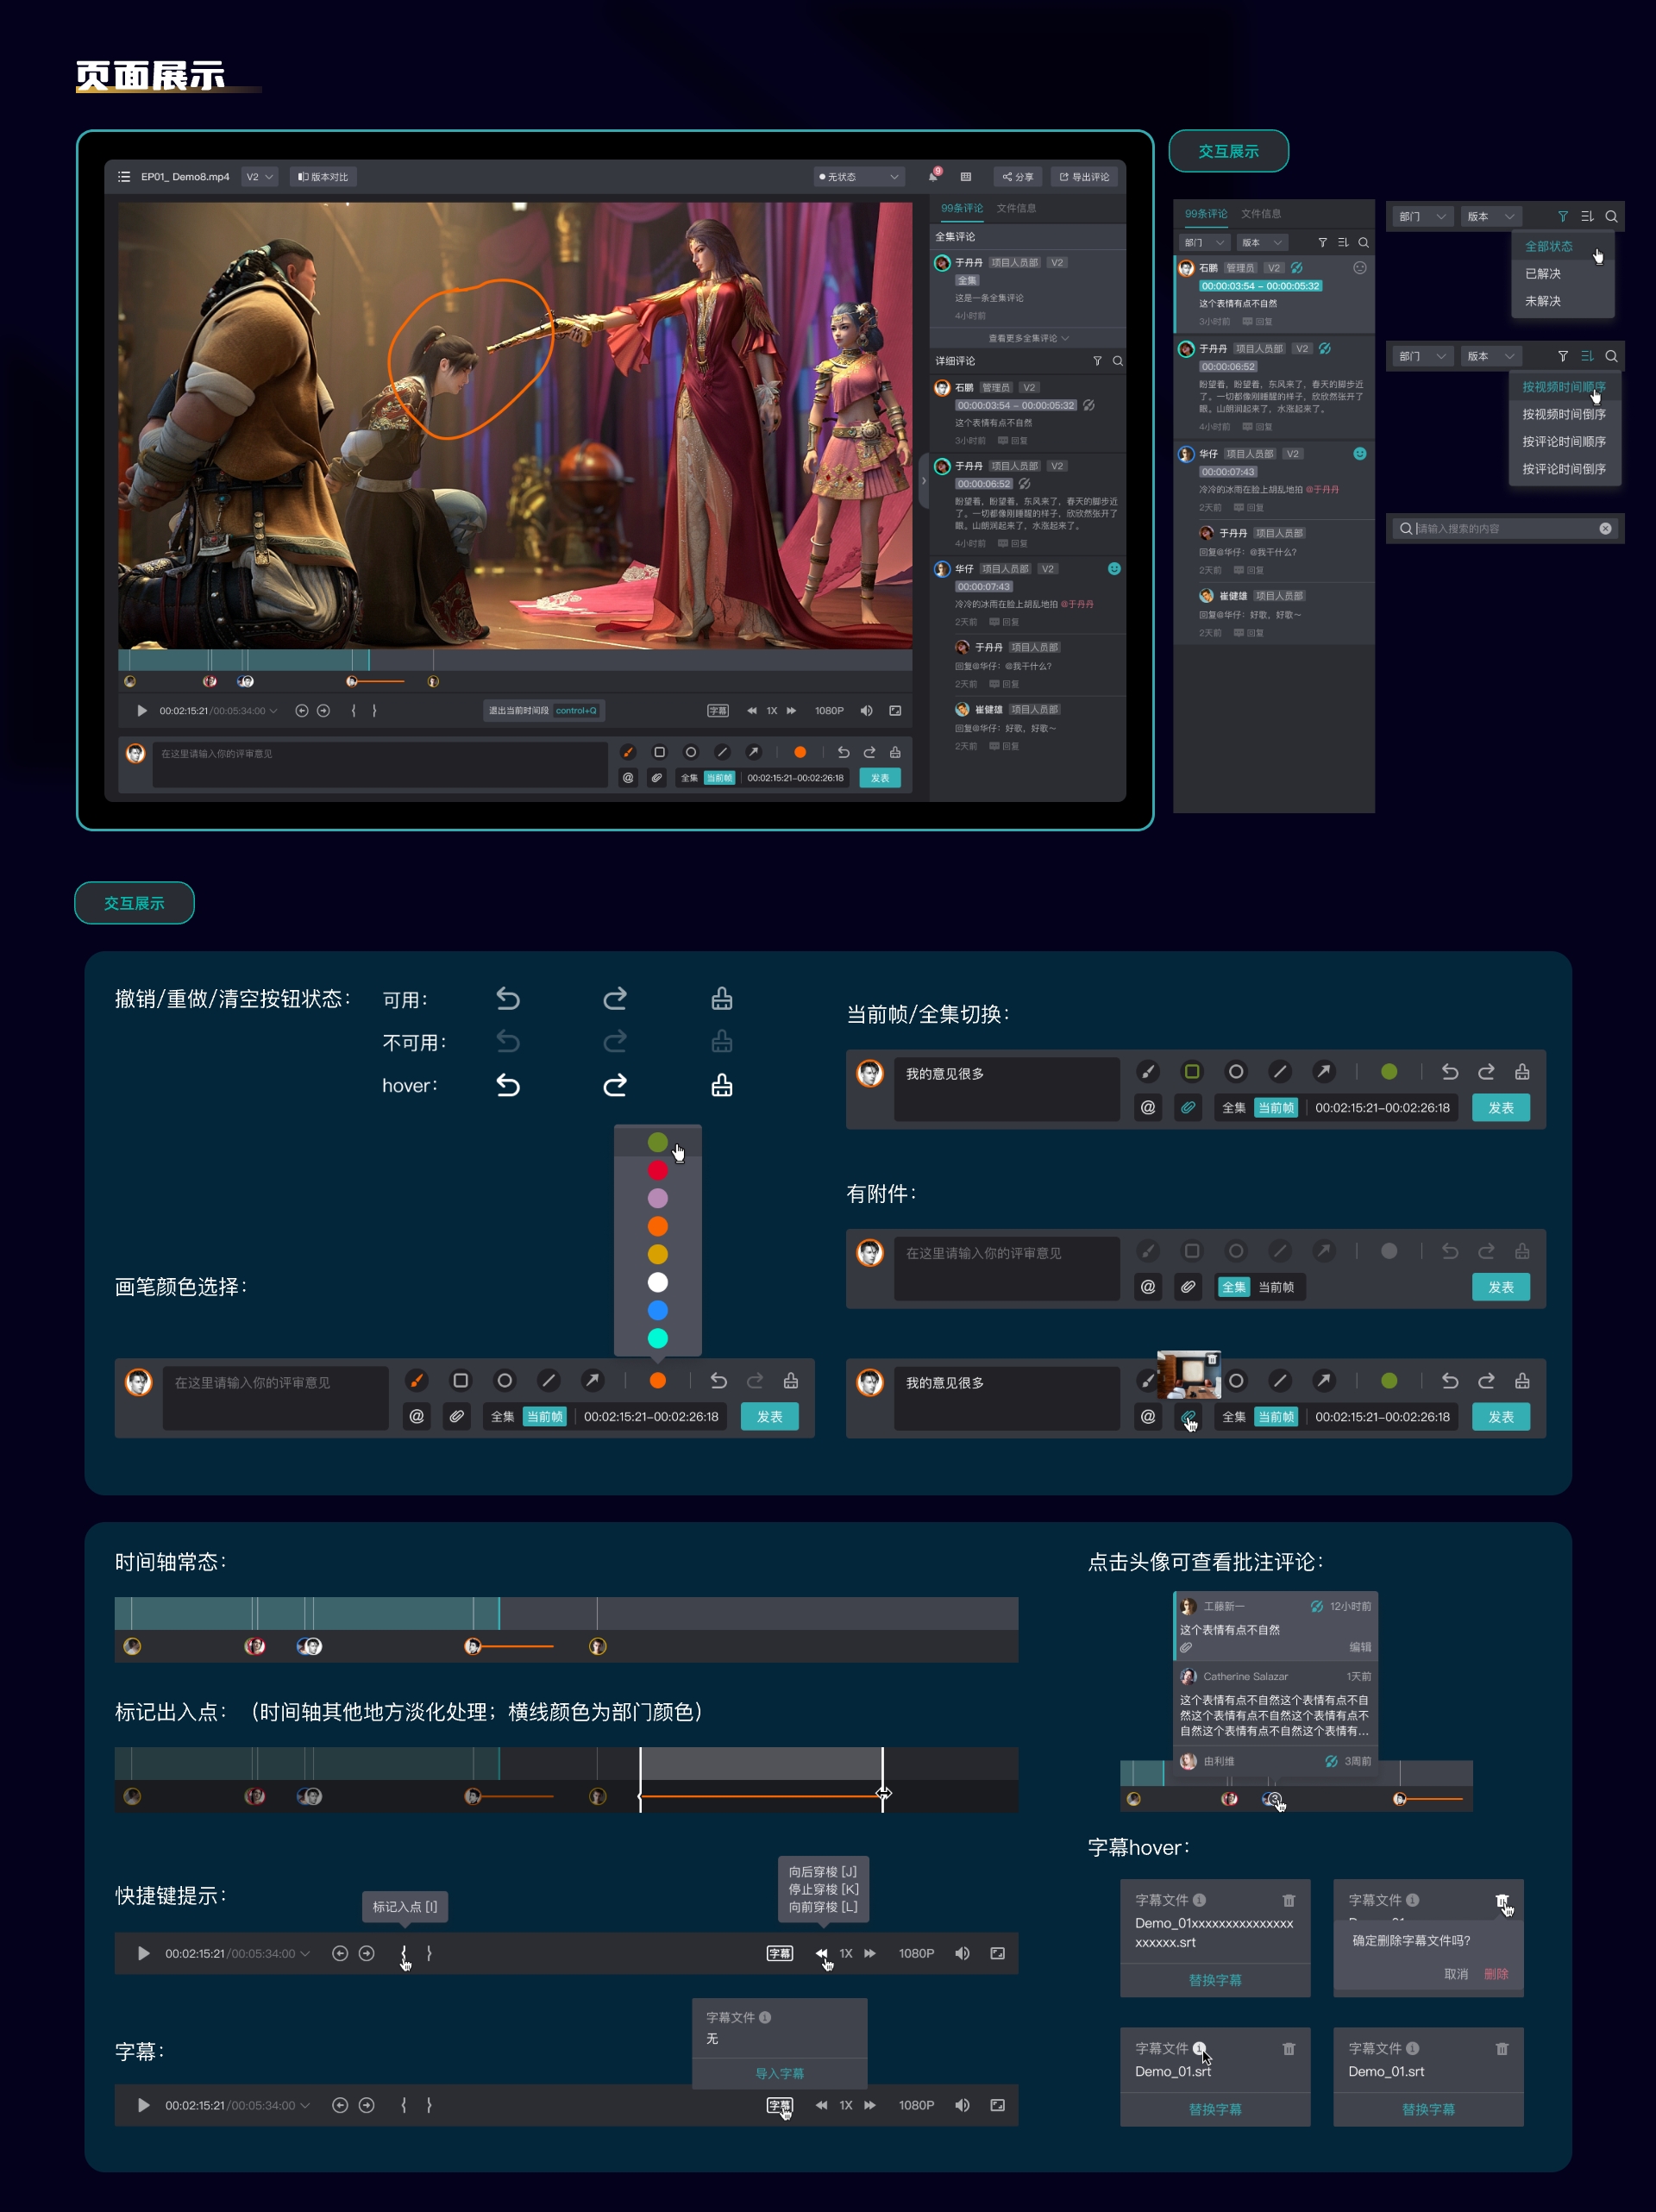 页面展示
EP01_ Demo8.mp4
V2
版本对比
无状态
9
分享
导出评论
99条评论
文件信息
全集评论
于丹丹 项目人员部 V2
全集
这是一条全集评论
4小时前
查看更多全集评论
详细评论
石鹏 管理员 V2
00:00:03:54 – 00:00:05:32
这个表情有点不自然
3小时前 回复
于丹丹 项目人员部 V2
00:00:06:52
盼望着，盼望着，东风来了，春天的脚步近
了。一切都像刚睡醒的样子，欣欣然张开了
眼。山朗润起来了，水涨起来了。
4小时前 回复
华仔 项目人员部 V2
00:00:07:43
冷冷的冰雨在脸上胡乱地拍 @于丹丹
2天前 回复
于丹丹 项目人员部
回复@华仔：@我干什么?
2天前 回复
崔健雄 项目人员部
回复@华仔：好歌，好歌～
2天前 回复
00:02:15:21/00:05:34:00
退出当前时间段 control+Q
字幕
1X
1080P
在这里请输入你的评审意见
@
全集 当前帧 00:02:15:21–00:02:26:18
发表
交互展示
99条评论 文件信息
部门 版本
石鹏 管理员 V2
00:00:03:54 – 00:00:05:32
这个表情有点不自然
3小时前 回复
于丹丹 项目人员部 V2
00:00:06:52
盼望着，盼望着，东风来了，春天的脚步近
了。一切都像刚睡醒的样子，欣欣然张开了
眼。山朗润起来了，水涨起来了。
4小时前 回复
华仔 项目人员部 V2
00:00:07:43
冷冷的冰雨在脸上胡乱地拍 @于丹丹
2天前 回复
于丹丹 项目人员部
回复@华仔：@我干什么?
2天前 回复
崔健雄 项目人员部
回复@华仔：好歌，好歌～
2天前 回复
部门 版本
全部状态
已解决
未解决
部门 版本
按视频时间顺序
按视频时间倒序
按评论时间顺序
按评论时间倒序
请输入搜索的内容
交互展示
撤销/重做/清空按钮状态：
可用：
不可用：
hover：
画笔颜色选择：
在这里请输入你的评审意见
@
全集 当前帧 00:02:15:21–00:02:26:18
发表
当前帧/全集切换：
我的意见很多
@
全集 当前帧 00:02:15:21–00:02:26:18
发表
有附件：
在这里请输入你的评审意见
@
全集 当前帧
发表
我的意见很多
@
全集 当前帧 00:02:15:21–00:02:26:18
发表
时间轴常态：
标记出入点：（时间轴其他地方淡化处理；横线颜色为部门颜色）
快捷键提示：
标记入点 [I]
向后穿梭 [J]
停止穿梭 [K]
向前穿梭 [L]
00:02:15:21/00:05:34:00
字幕
1X
1080P
字幕：
字幕文件
无
导入字幕
00:02:15:21/00:05:34:00
字幕
1X
1080P
点击头像可查看批注评论：
工藤新一 12小时前
这个表情有点不自然
编辑
Catherine Salazar 1天前
这个表情有点不自然这个表情有点不自
然这个表情有点不自然这个表情有点不
自然这个表情有点不自然这个表情有…
由利维 3周前
字幕hover：
字幕文件
Demo_01xxxxxxxxxxxxxxx
xxxxxx.srt
替换字幕
字幕文件
确定删除字幕文件吗?
取消 删除
字幕文件
Demo_01.srt
替换字幕
字幕文件
Demo_01.srt
替换字幕